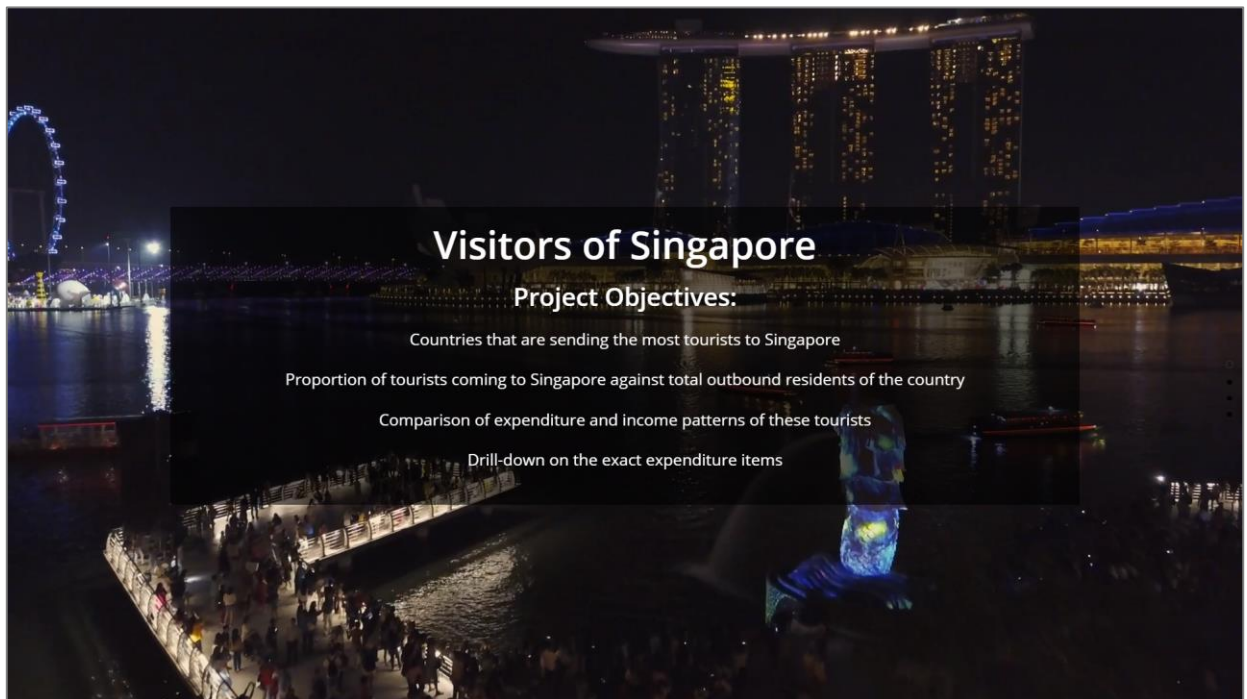 Visitors of Singapore
Project Objectives:
Countries that are sending the most tourists to Singapore
Proportion of tourists coming to Singapore against total outbound residents of the country
Comparison of expenditure and income patterns of these tourists
Drill-down on the exact expenditure items